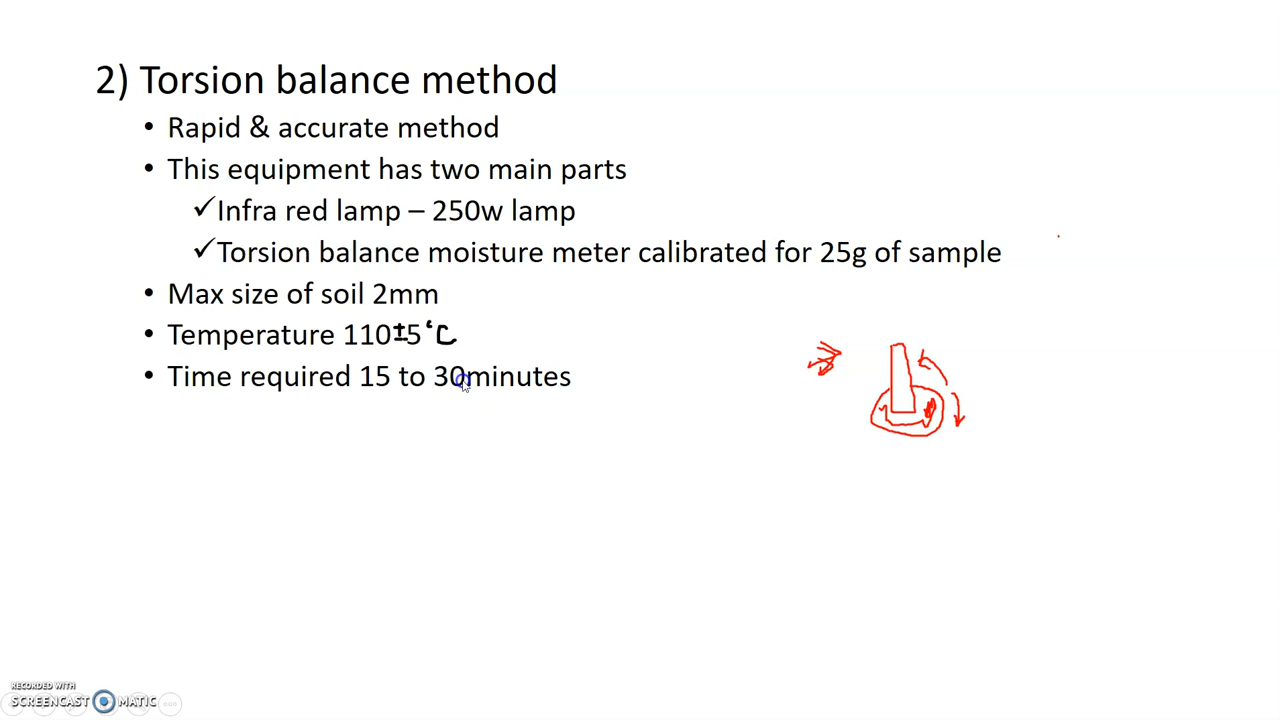 2) Torsion balance method
• Rapid & accurate method
• This equipment has two main parts
✓Infra red lamp – 250w lamp
✓Torsion balance moisture meter calibrated for 25g of sample
• Max size of soil 2mm
• Temperature 110±5°C
• Time required 15 to 30minutes
RECORDED WITH
SCREENCAST MATIC